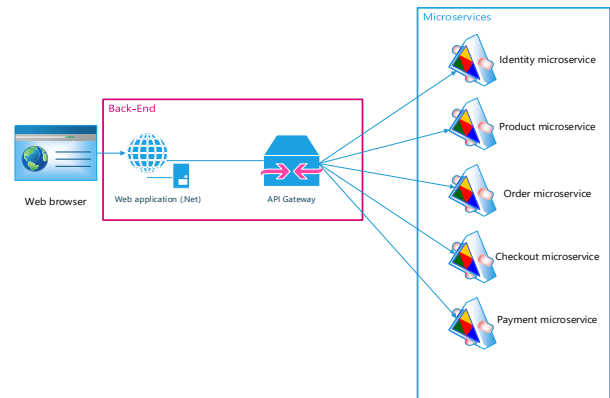 Microservices
Identity microservice
Back-End
Product microservice
Web browser
Web application (.Net)
API Gateway
Order microservice
Checkout microservice
Payment microservice